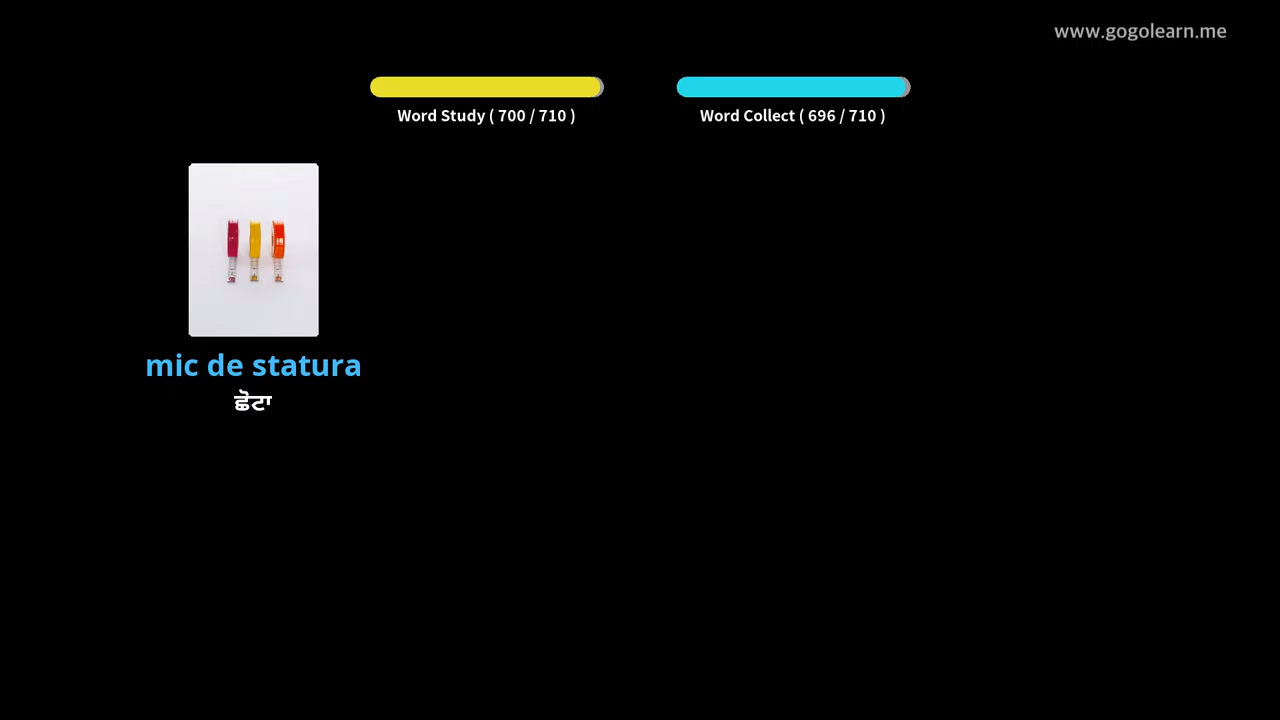 www.gogolearn.me
Word Study ( 700 / 710 )
Word Collect ( 696 / 710 )
mic de statura
ਛੋਟਾ